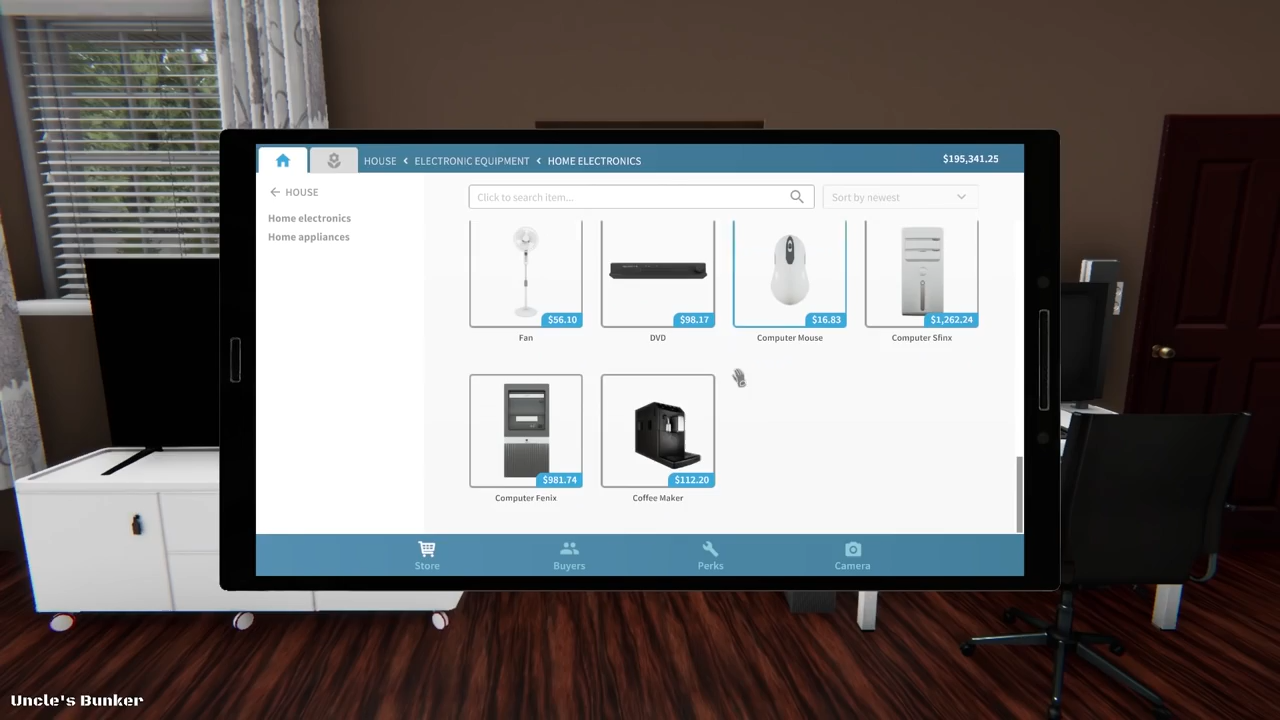 HOUSE < ELECTRONIC EQUIPMENT < HOME ELECTRONICS
$195,341.25
HOUSE
Click to search item...
Sort by newest
Home electronics
Home appliances
$56.10
$98.17
$16.83
$1,262.24
Fan
DVD
Computer Mouse
Computer Sfinx
$981.74
$112.20
Computer Fenix
Coffee Maker
Store
Buyers
Perks
Camera
Uncle's Bunker